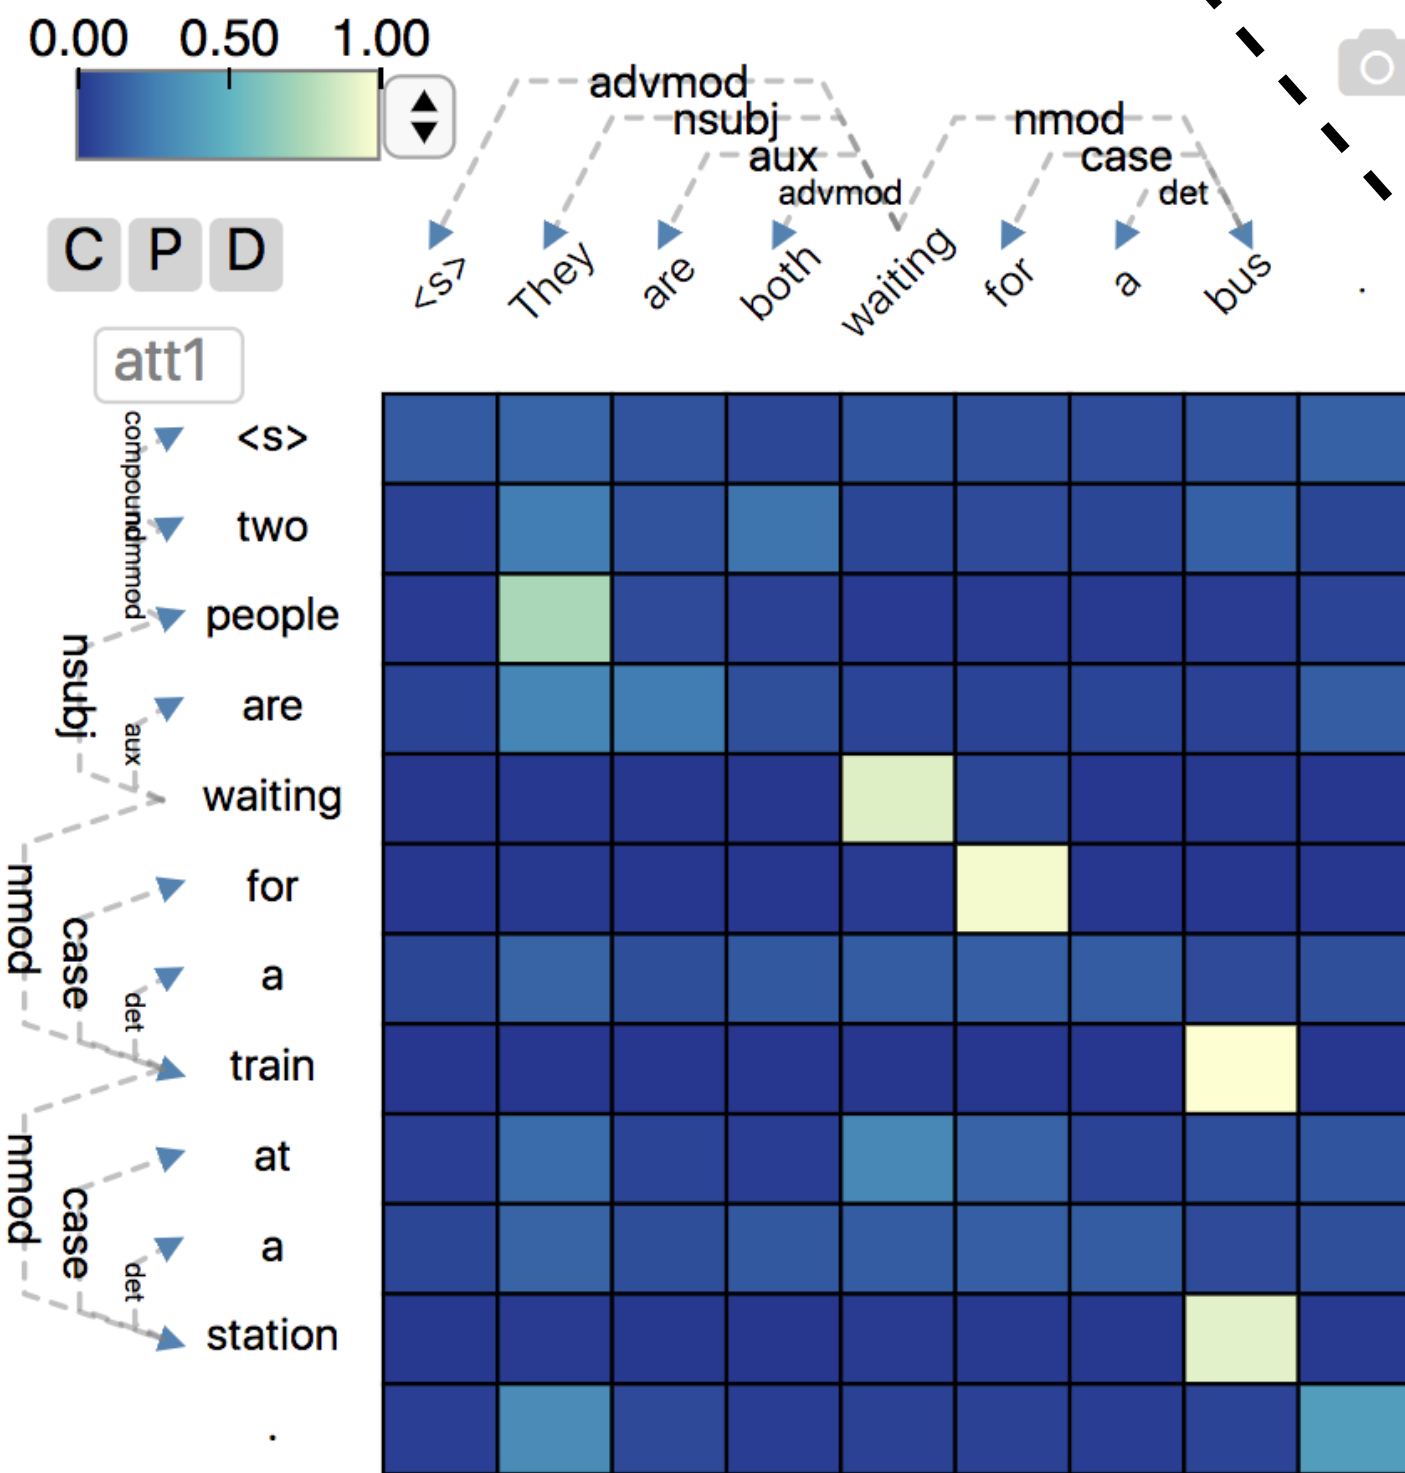 0.00 0.50 1.00
advmod
nsubj nmod
aux case
advmod det
C P D
<s> They are both waiting for a bus .
att1
compound <s>
two
nummod
people
nsubj
are
aux
waiting
nmod
for
case
a
det
train
nmod
at
case
a
det
station
.